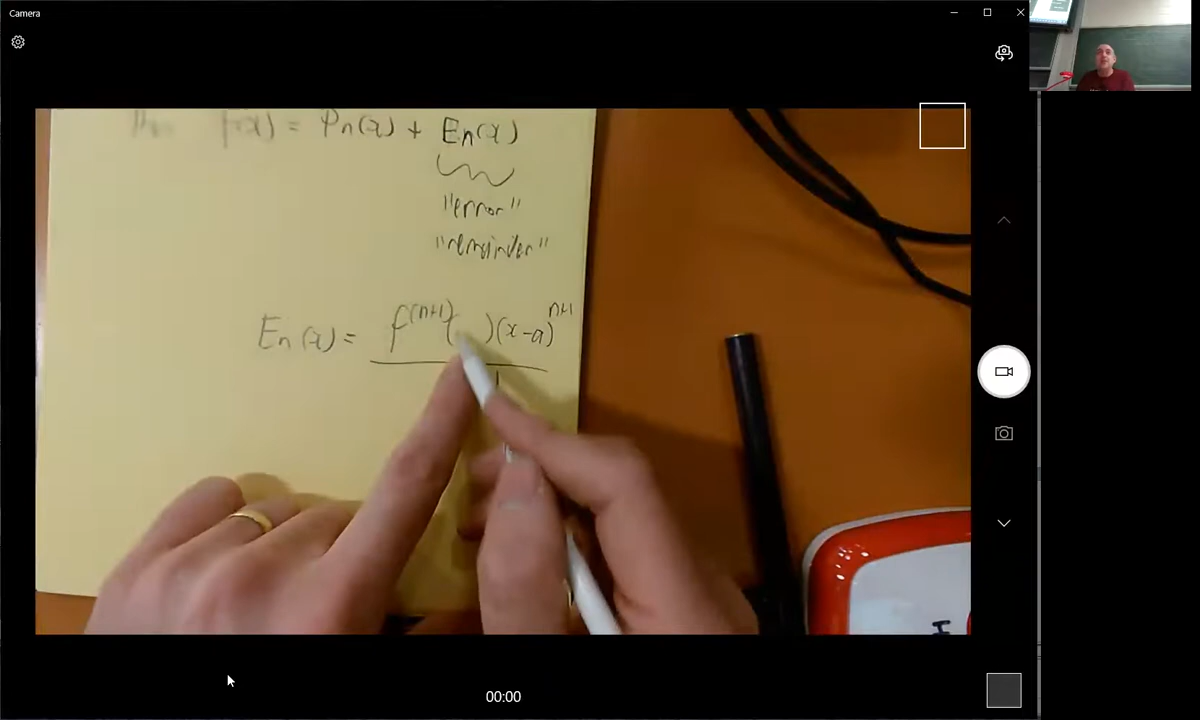 Camera
f(x) = Pn(x) + En(x)
"error"
"remainder"
En(x) = f^(n+1)( )(x-a)^n+1
H
00:00